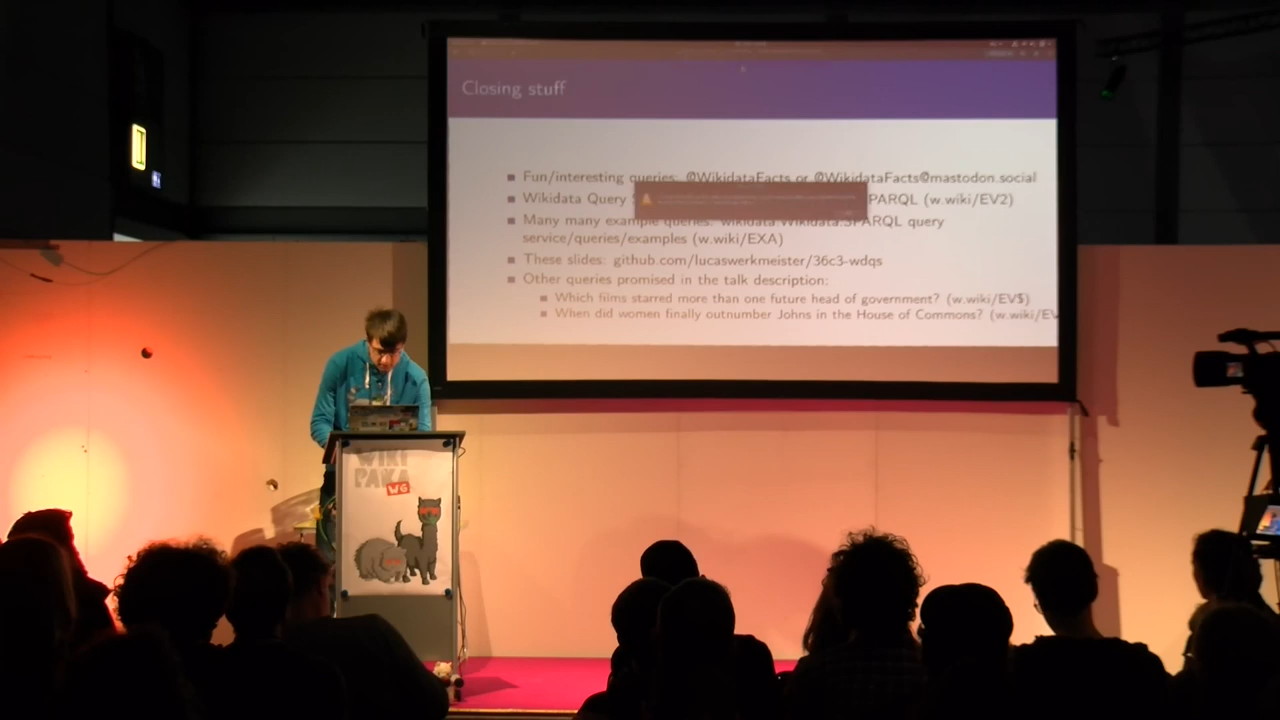 Closing stuff
Fun/interesting queries: @WikidataFacts or @WikidataFacts@mastodon.social
Wikidata Query SPARQL (w.wiki/EV2)
Many many example queries: wikidata:Wikidata:SPARQL query
service/queries/examples (w.wiki/EXA)
These slides: github.com/lucaswerkmeister/36c3-wdqs
Other queries promised in the talk description:
Which films starred more than one future head of government? (w.wiki/EV$)
When did women finally outnumber Johns in the House of Commons? (w.wiki/EV
WIKI
PAKA
WG